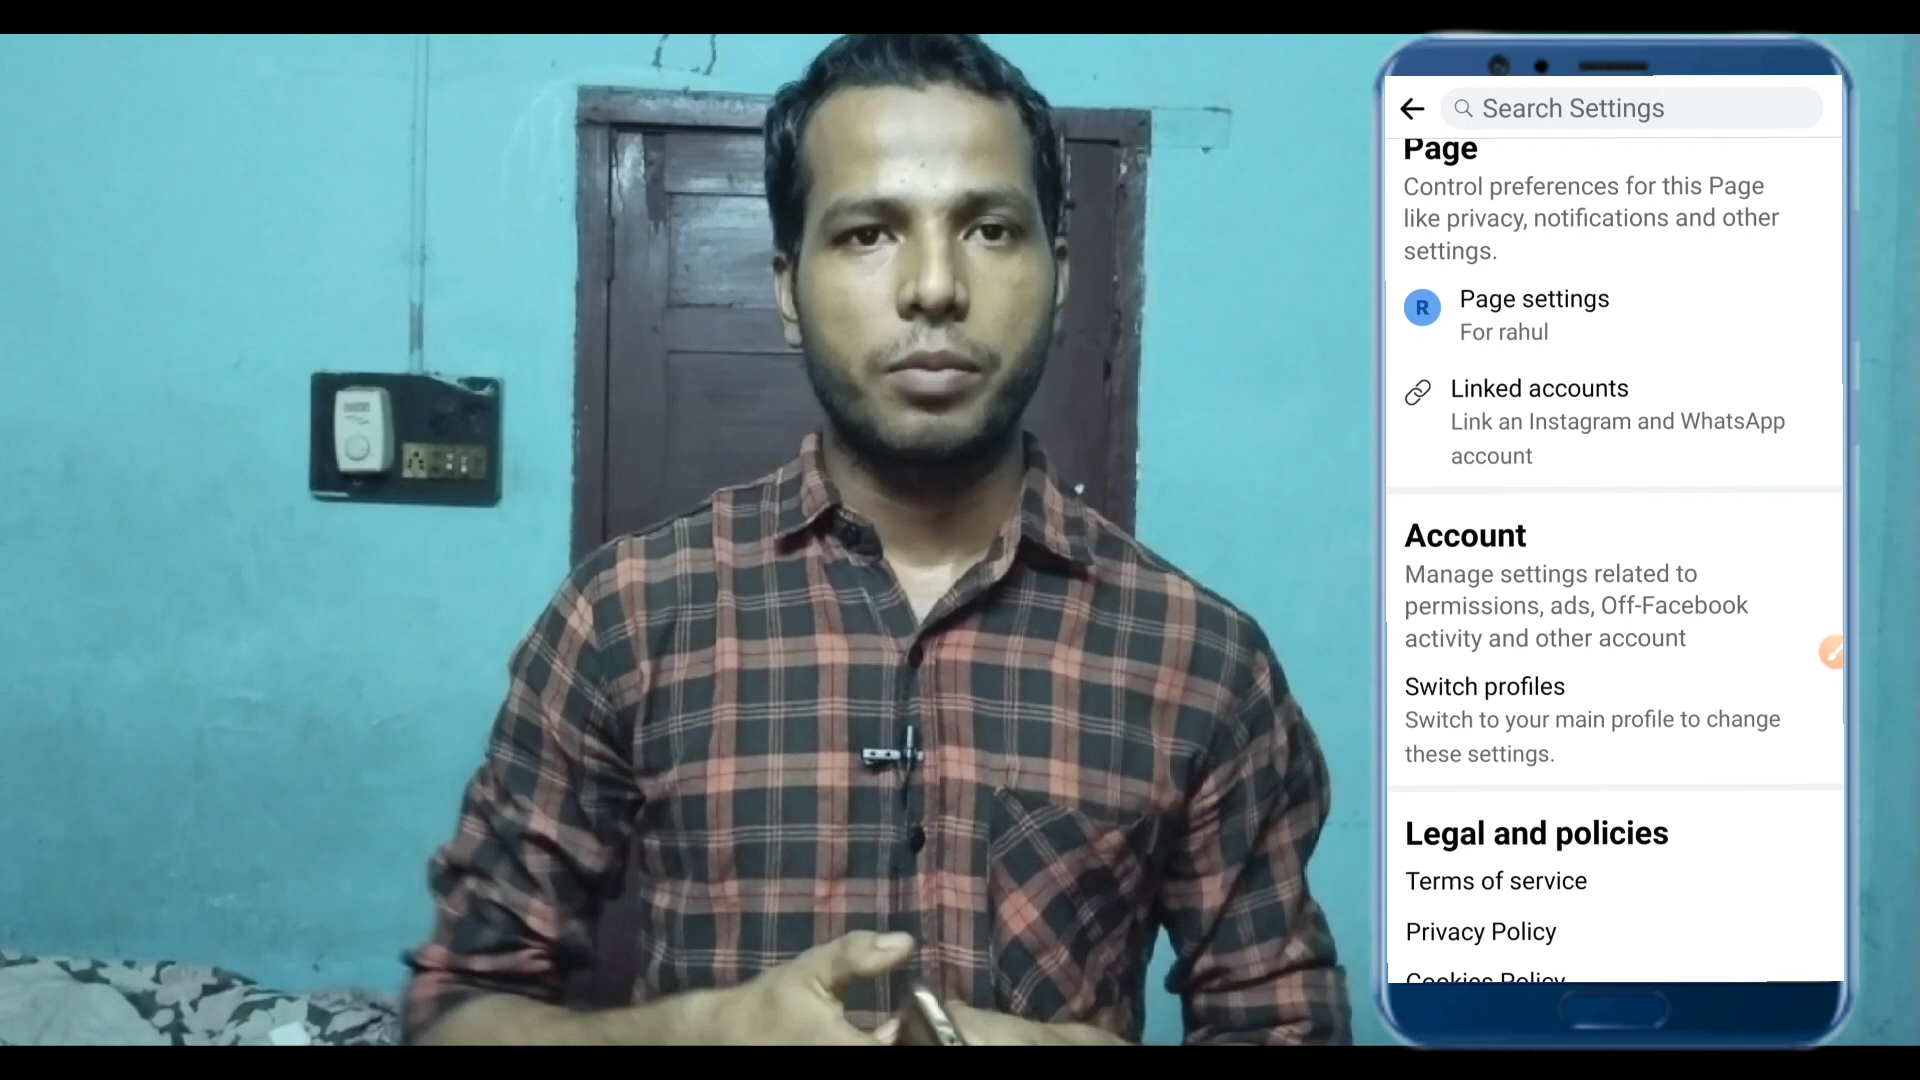 Search Settings
Page
Control preferences for this Page
like privacy, notifications and other
settings.
R
Page settings
For rahul
Linked accounts
Link an Instagram and WhatsApp
account
Account
Manage settings related to
permissions, ads, Off-Facebook
activity and other account
Switch profiles
Switch to your main profile to change
these settings.
Legal and policies
Terms of service
Privacy Policy
Cookies Policy